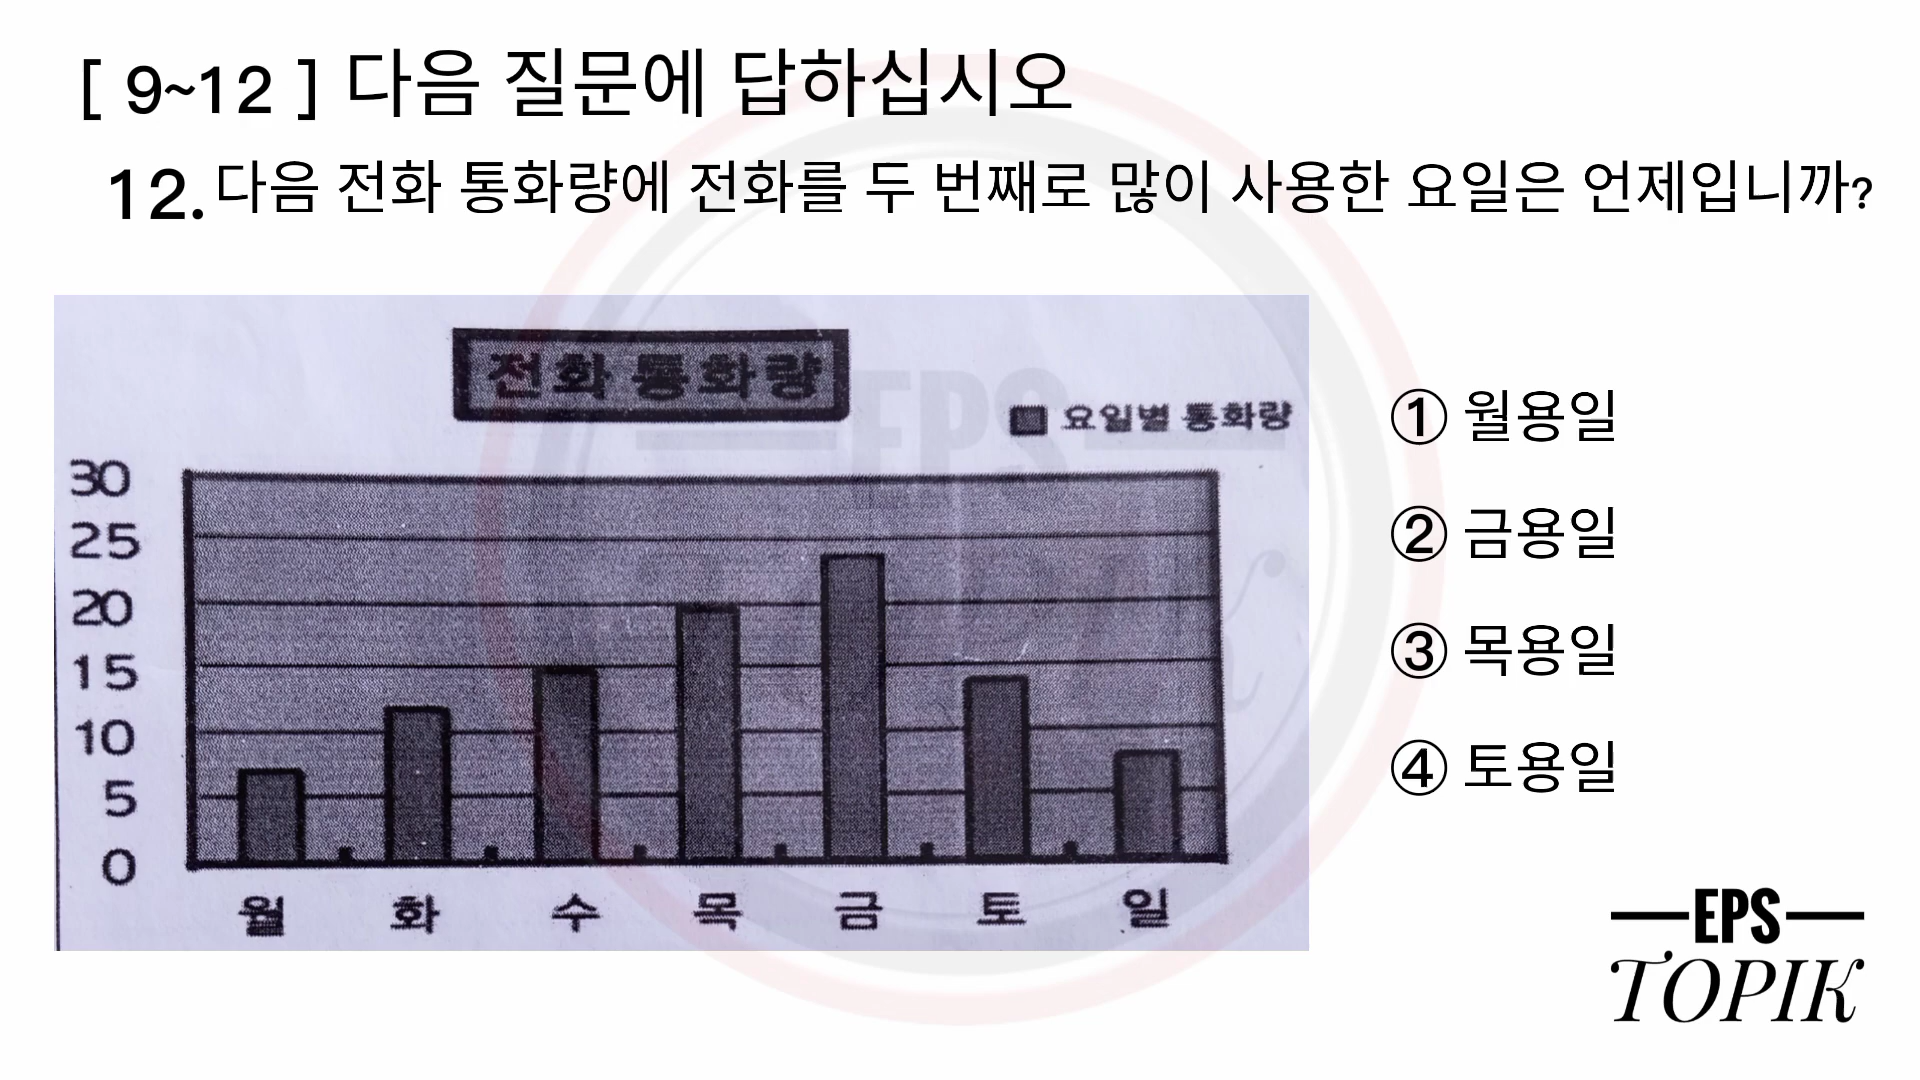 [ 9~12 ] 다음 질문에 답하십시오
12. 다음 전화 통화량에 전화를 두 번째로 많이 사용한 요일은 언제입니까?
전화 통화량
요일별 통화량
30
25
20
15
10
5
0
월 화 수 목 금 토 일
① 월용일
② 금용일
③ 목용일
④ 토용일
EPS
TOPIK